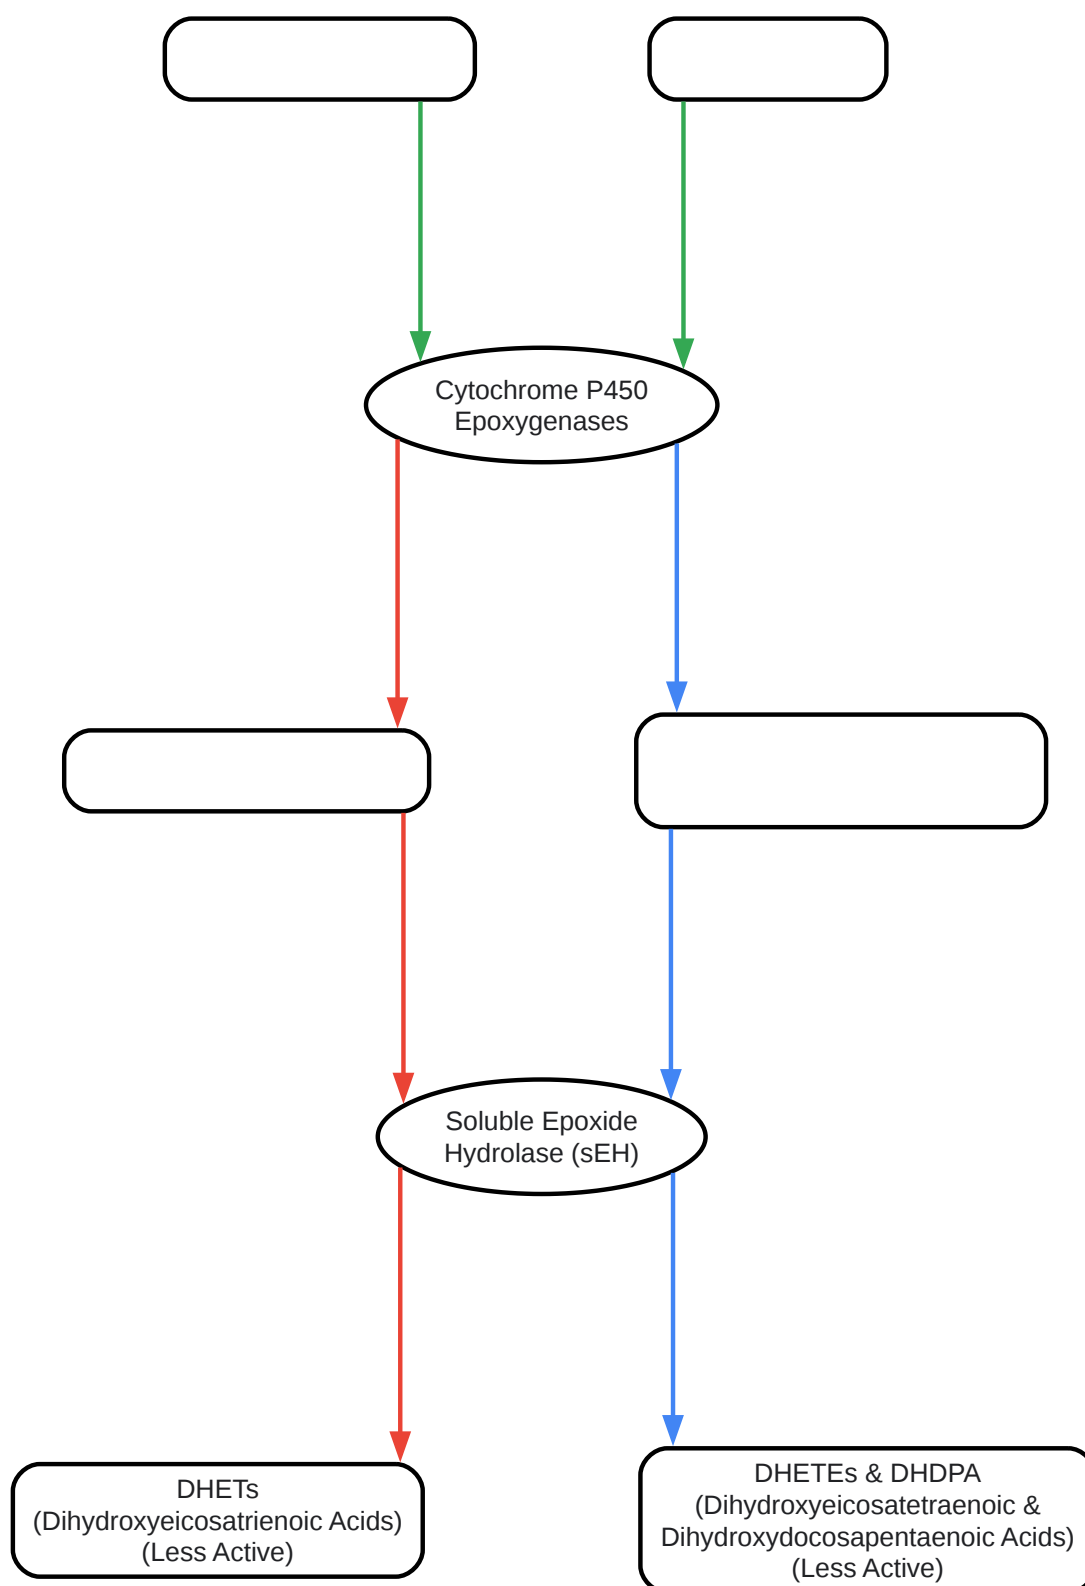 Cytochrome P450
Epoxygenases
Soluble Epoxide
Hydrolase (sEH)
DHETs
(Dihydroxyeicosatrienoic Acids)
(Less Active)
DHETEs & DHDPA
(Dihydroxyeicosatetraenoic &
Dihydroxydocosapentaenoic Acids)
(Less Active)